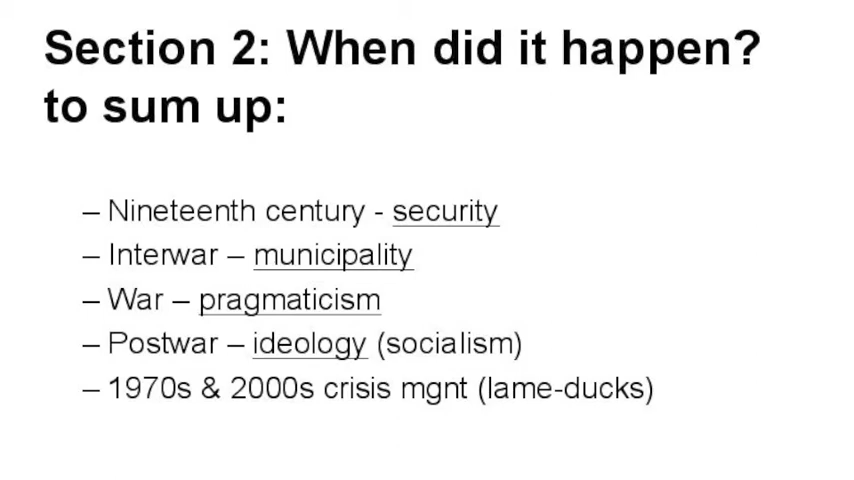 Section 2: When did it happen?
to sum up:
– Nineteenth century - security
– Interwar – municipality
– War – pragmaticism
– Postwar – ideology (socialism)
– 1970s & 2000s crisis mgnt (lame-ducks)